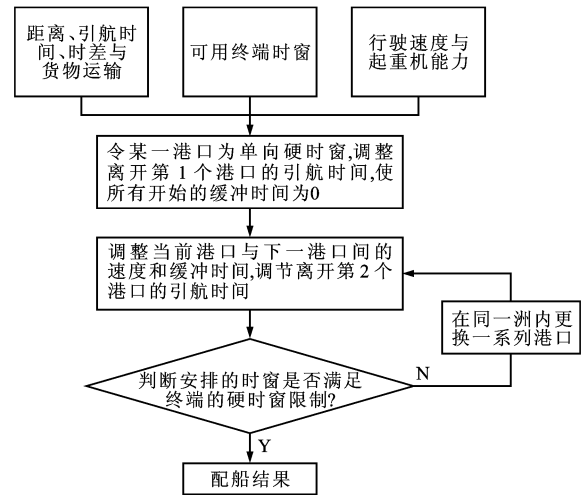 距离、引航时
间、时差与
货物运输
可用终端时窗
行驶速度与
起重机能力
令某一港口为单向硬时窗,调整
离开第1个港口的引航时间,使
所有开始的缓冲时间为0
调整当前港口与下一港口间的
速度和缓冲时间,调节离开第2个
港口的引航时间
在同一洲内更
换一系列港口
判断安排的时窗是否满足
终端的硬时窗限制?
N
Y
配船结果